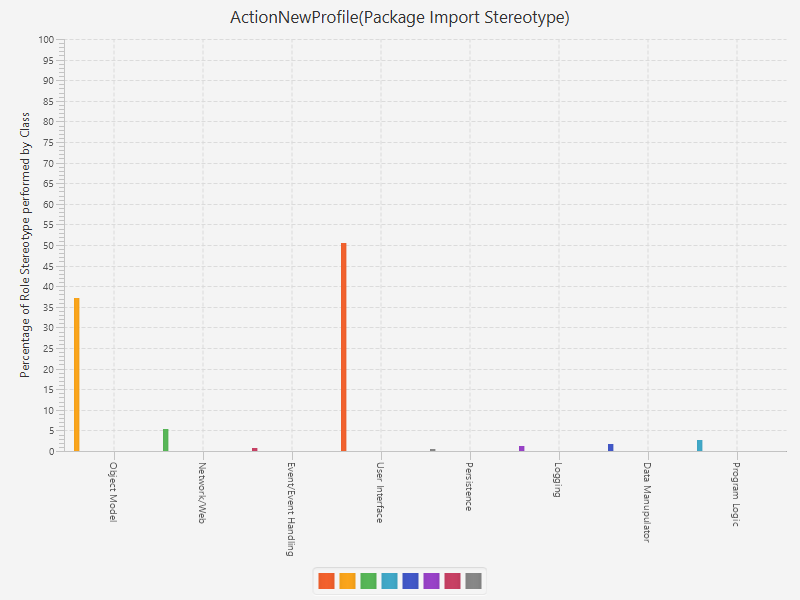 ActionNewProfile(Package Import Stereotype)
Percentage of Role Stereotype performed by Class
100
95
90
85
80
75
70
65
60
55
50
45
40
35
30
25
20
15
10
5
0
Object Model
Network/Web
Event/Event Handling
User Interface
Persistence
Logging
Data Manupulator
Program Logic